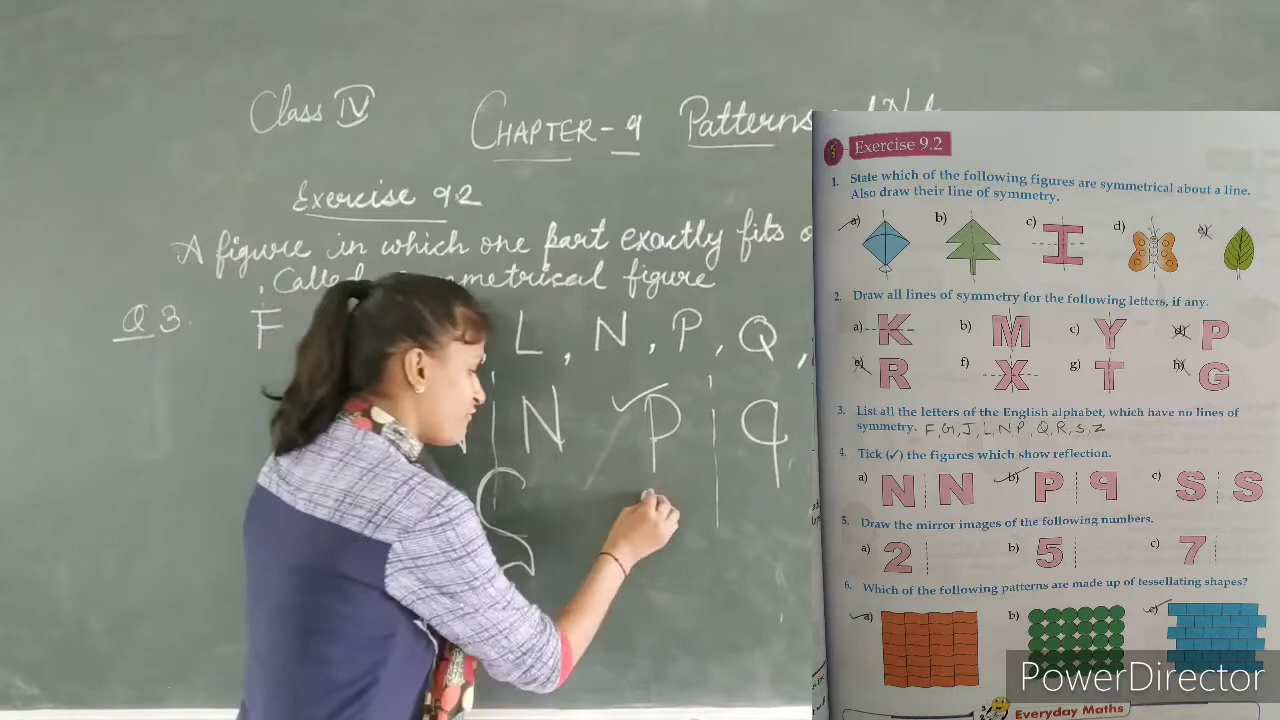 Class IV
CHAPTER-9 Patterns
Exercise 9.2
A figure in which one part exactly fits
Called symmetrical figure
Q.3. F L, N, P, Q,
N P | q
S
Exercise 9.2
1. State which of the following figures are symmetrical about a line.
Also draw their line of symmetry.
a) b) c) d) e)
2. Draw all lines of symmetry for the following letters, if any.
a) K b) M c) Y d) P
e) R f) X g) T h) G
3. List all the letters of the English alphabet, which have no lines of
symmetry. F, G, J, L, N, P, Q, R, S, Z
4. Tick (✓) the figures which show reflection.
a) N N b) P q c) S S
5. Draw the mirror images of the following numbers.
a) 2 b) 5 c) 7
6. Which of the following patterns are made up of tessellating shapes?
a) b) c)
PowerDirector
Everyday Maths